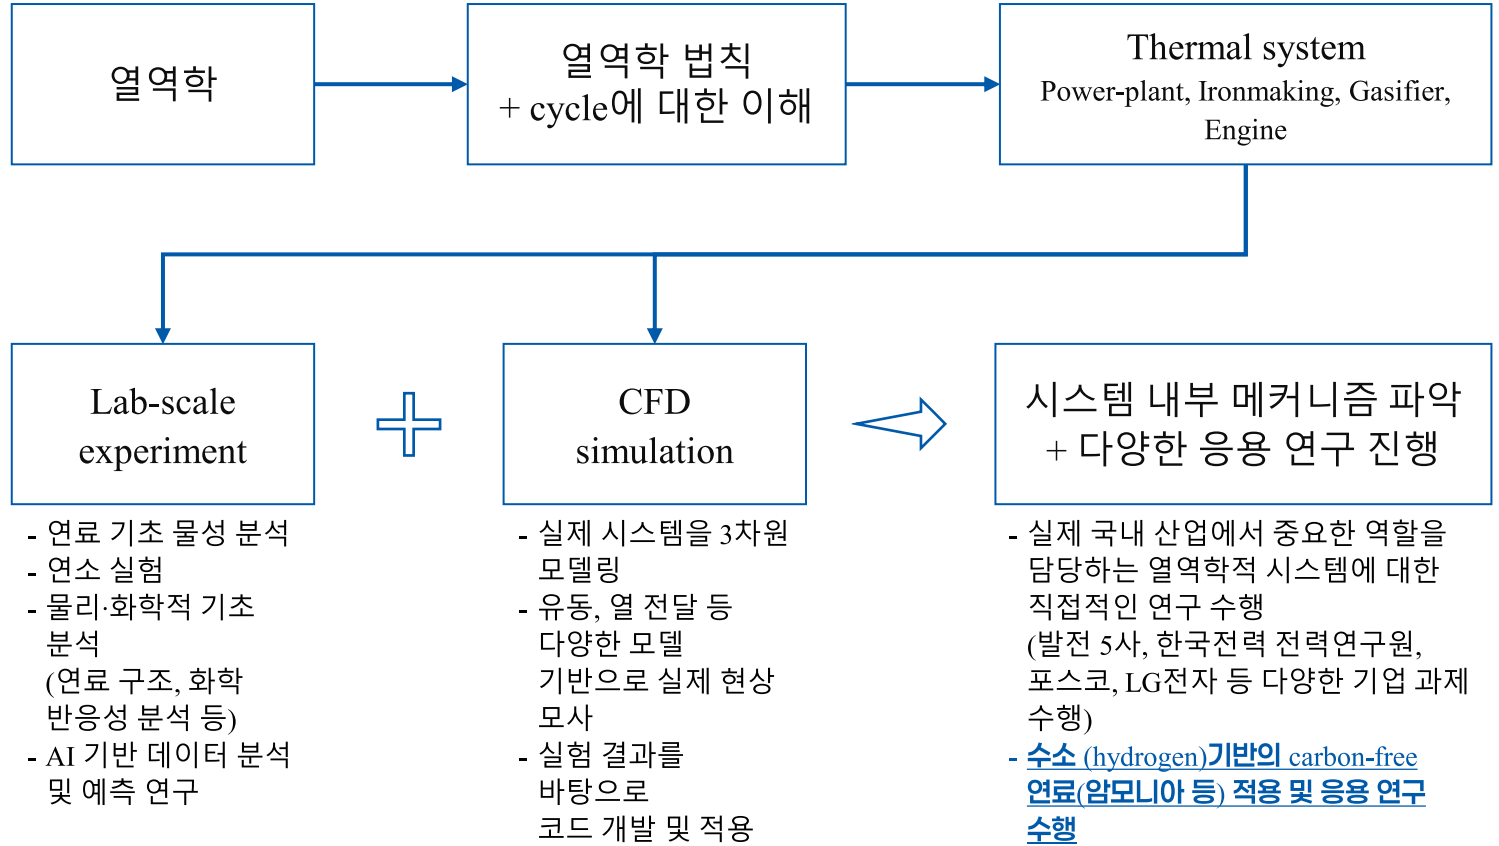 열역학
열역학 법칙
+ cycle에 대한 이해
Thermal system
Power-plant, Ironmaking, Gasifier,
Engine
Lab-scale
experiment
CFD
simulation
시스템 내부 메커니즘 파악
+ 다양한 응용 연구 진행
- 연료 기초 물성 분석
- 연소 실험
- 물리·화학적 기초
분석
(연료 구조, 화학
반응성 분석 등)
- AI 기반 데이터 분석
및 예측 연구
- 실제 시스템을 3차원
모델링
- 유동, 열 전달 등
다양한 모델
기반으로 실제 현상
모사
- 실험 결과를
바탕으로
코드 개발 및 적용
- 실제 국내 산업에서 중요한 역할을
담당하는 열역학적 시스템에 대한
직접적인 연구 수행
(발전 5사, 한국전력 전력연구원,
포스코, LG전자 등 다양한 기업 과제
수행)
- 수소 (hydrogen)기반의 carbon-free
연료(암모니아 등) 적용 및 응용 연구
수행